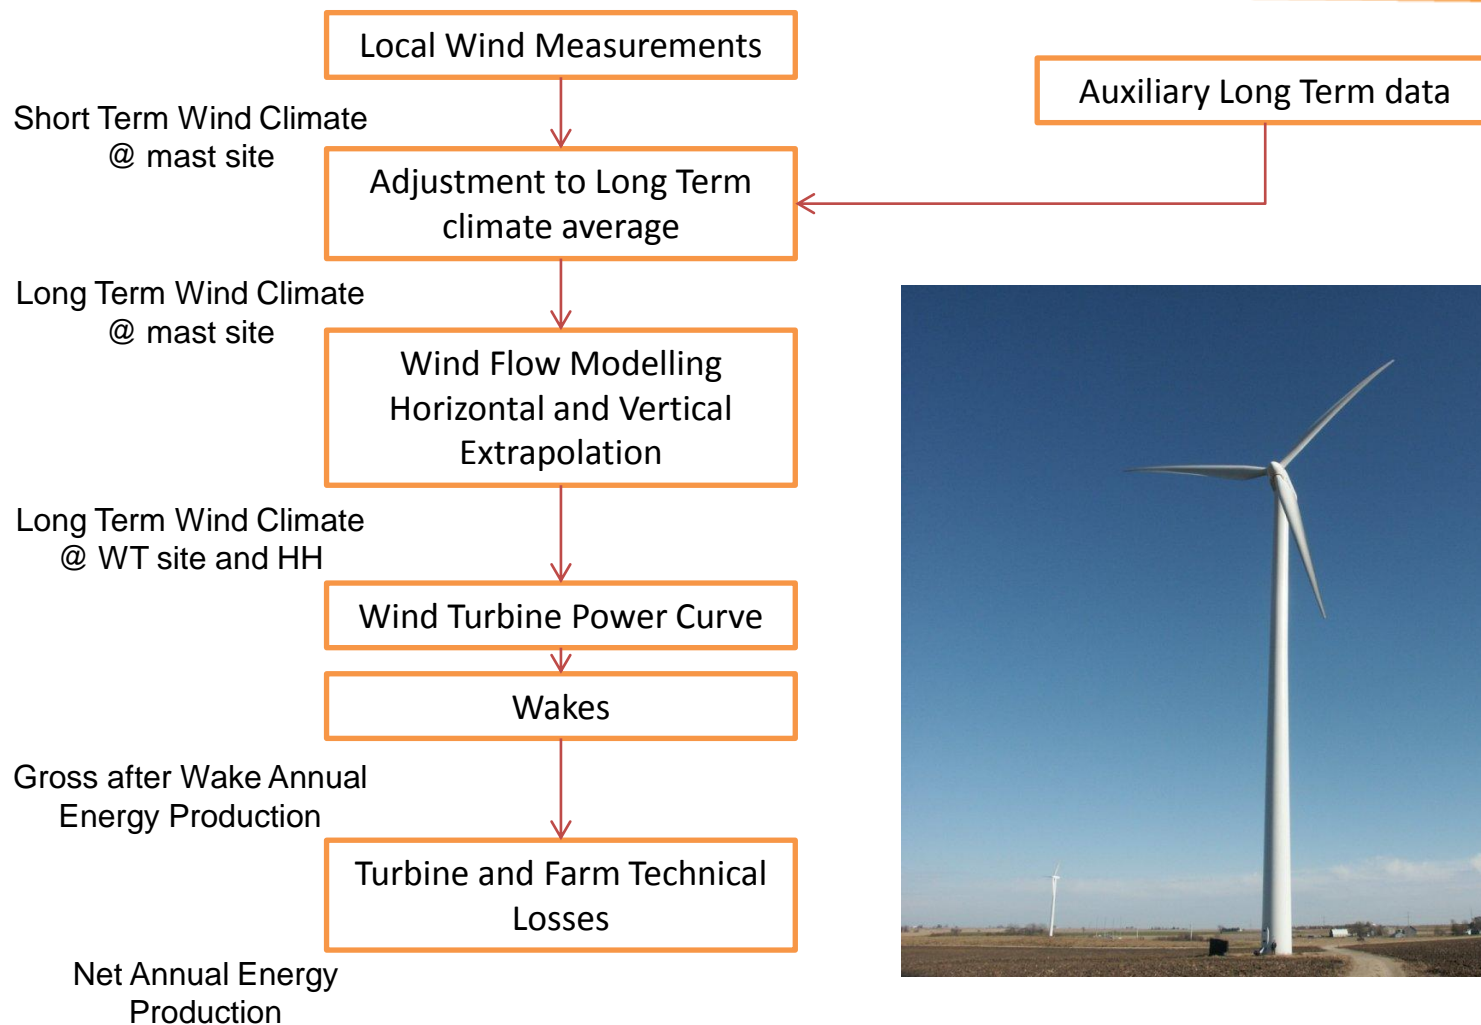 Local Wind Measurements
Auxiliary Long Term data
Short Term Wind Climate
@ mast site
Adjustment to Long Term
climate average
Long Term Wind Climate
@ mast site
Wind Flow Modelling
Horizontal and Vertical
Extrapolation
Long Term Wind Climate
@ WT site and HH
Wind Turbine Power Curve
Wakes
Gross after Wake Annual
Energy Production
Turbine and Farm Technical
Losses
Net Annual Energy
Production